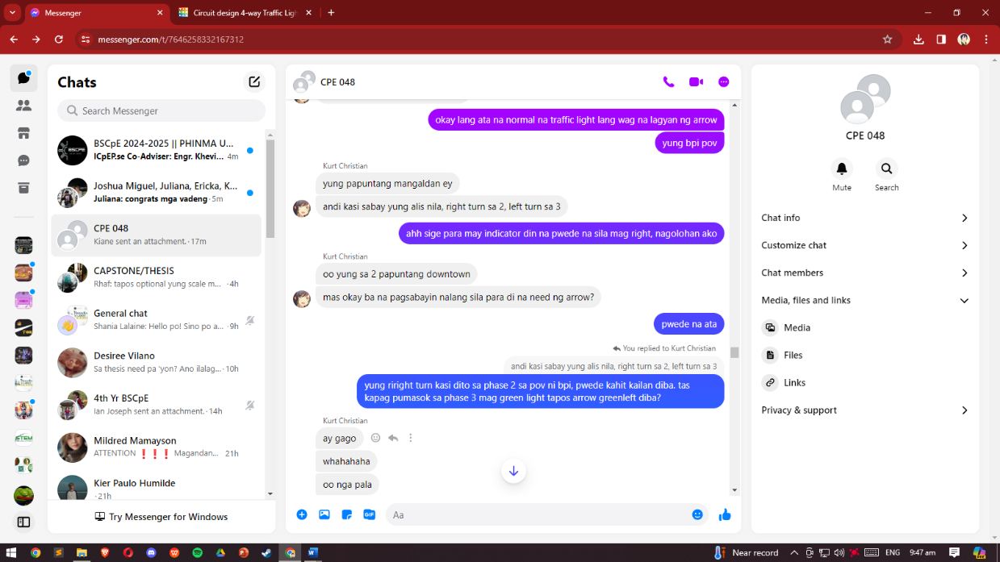 Messenger
Circuit design 4-way Traffic Ligh
messenger.com/t/7646258332167312
Chats
Search Messenger
BSCpE 2024-2025 || PHINMA U...
ICpEP.se Co-Adviser: Engr. Khevi... 4m
Joshua Miguel, Juliana, Ericka, K...
Juliana: congrats mga vadeng · 5m
CPE 048
Kiane sent an attachment. · 17m
CAPSTONE/THESIS
Rhaf: tapos optional yung scale m... · 4h
General chat
Shania Lalaine: Hello po! Sino po a... · 9h
Desiree Vilano
Sa thesis need pa 'yon? Ano ilalag... · 10h
4th Yr BSCpE
Ian Joseph sent an attachment. · 14h
Mildred Mamayson
ATTENTION ❗❗❗ Magandan... 21h
Kier Paulo Humilde
· 21h
Try Messenger for Windows
CPE 048
okay lang ata na normal na traffic light lang wag na lagyan ng arrow
yung bpi pov
Kurt Christian
yung papuntang mangaldan ey
andi kasi sabay yung alis nila, right turn sa 2, left turn sa 3
ahh sige para may indicator din na pwede na sila mag right, nagolohan ako
Kurt Christian
oo yung sa 2 papuntang downtown
mas okay ba na pagsabayin nalang sila para di na need ng arrow?
pwede na ata
You replied to Kurt Christian
andi kasi sabay yung alis nila, right turn sa 2, left turn sa 3
yung riright turn kasi dito sa phase 2 sa pov ni bpi, pwede kahit kailan diba. tas
kapag pumasok sa phase 3 mag green light tapos arrow greenleft diba?
Kurt Christian
ay gago
whahahaha
oo nga pala
GIF
Aa
CPE 048
Mute
Search
Chat info
Customize chat
Chat members
Media, files and links
Media
Files
Links
Privacy & support
Near record
ENG
9:47 am